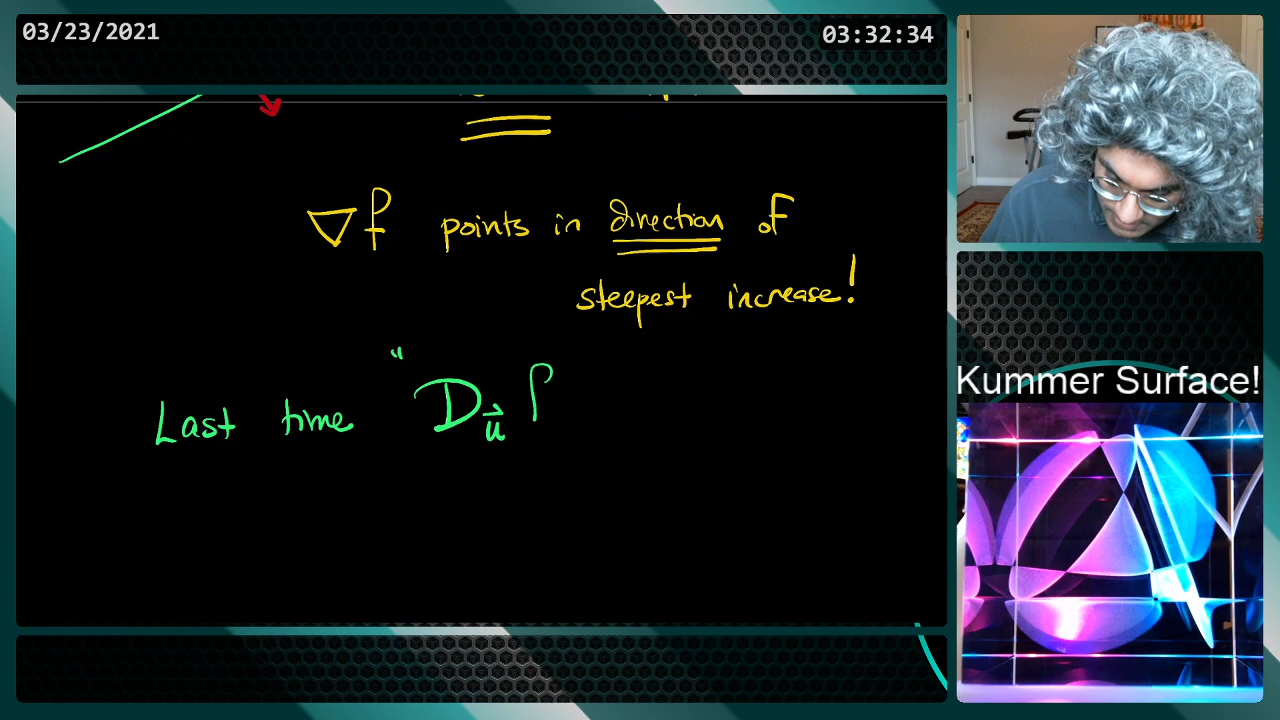 03/23/2021
03:32:34
∇f points in direction of
steepest increase!
Last time "D_u⃗ f
Kummer Surface!